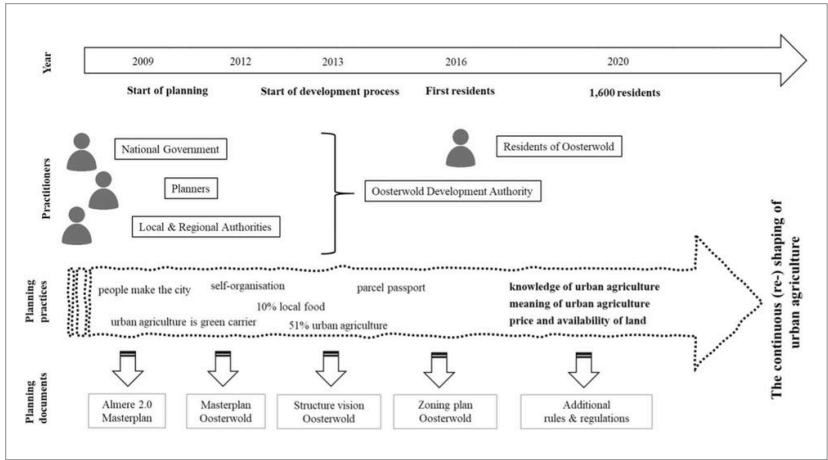 Year
2009 2012 2013 2016 2020
Start of planning Start of development process First residents 1,600 residents
Practitioners
National Government
Planners
Local & Regional Authorities
Oosterwold Development Authority
Residents of Oosterwold
Planning
practices
people make the city
self-organisation
parcel passport
10% local food
urban agriculture is green carrier
51% urban agriculture
knowledge of urban agriculture
meaning of urban agriculture
price and availability of land
The continuous (re-) shaping of
urban agriculture
Planning
documents
Almere 2.0
Masterplan
Masterplan
Oosterwold
Structure vision
Oosterwold
Zoning plan
Oosterwold
Additional
rules & regulations